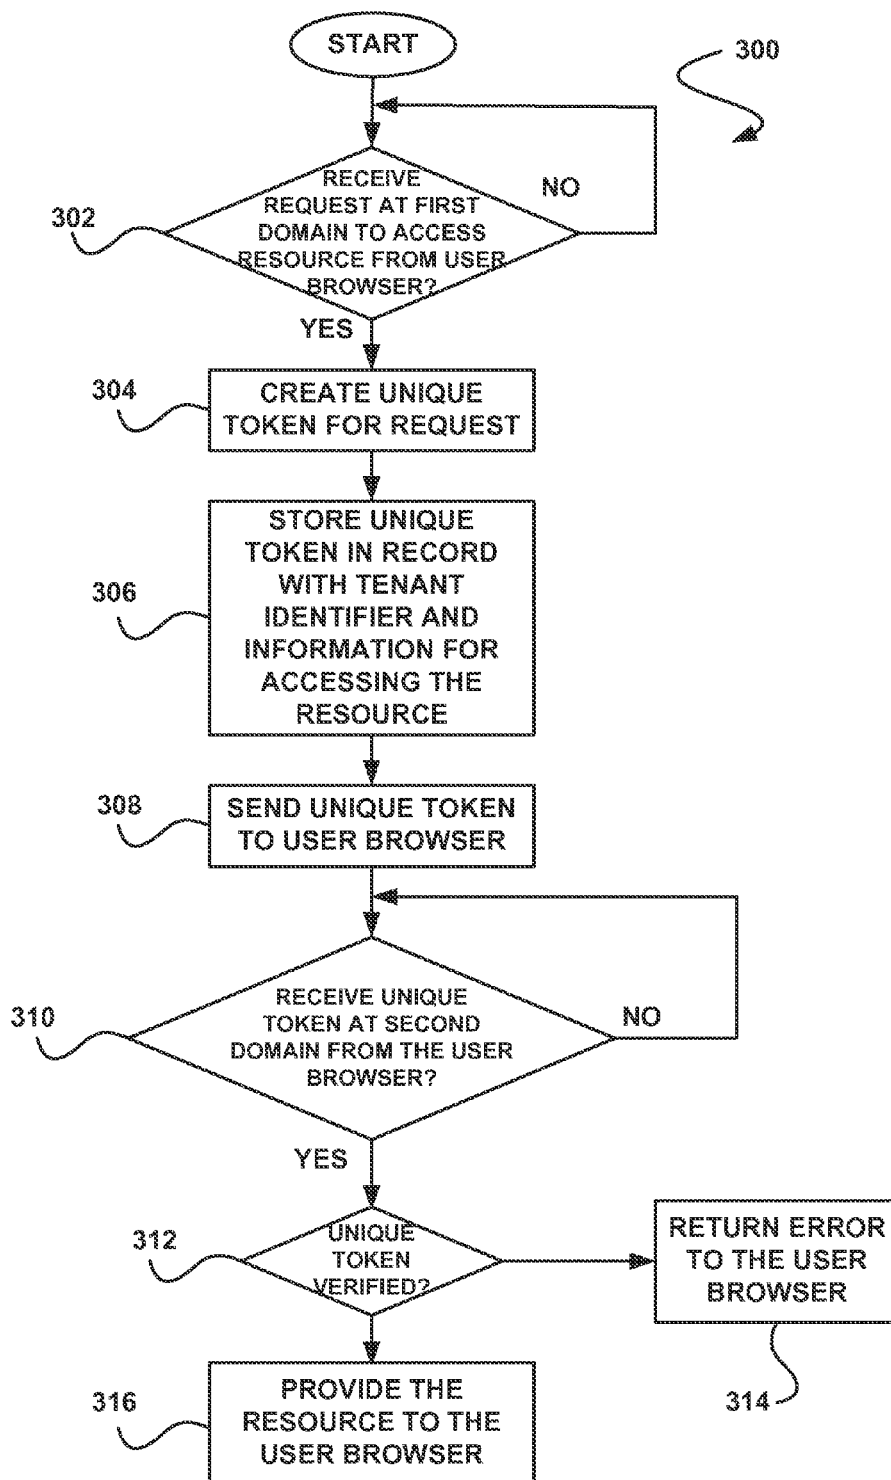 START
300
RECEIVE
REQUEST AT FIRST
DOMAIN TO ACCESS
RESOURCE FROM USER
BROWSER?
NO
302
YES
304
CREATE UNIQUE
TOKEN FOR REQUEST
306
STORE UNIQUE
TOKEN IN RECORD
WITH TENANT
IDENTIFIER AND
INFORMATION FOR
ACCESSING THE
RESOURCE
308
SEND UNIQUE TOKEN
TO USER BROWSER
310
RECEIVE UNIQUE
TOKEN AT SECOND
DOMAIN FROM THE USER
BROWSER?
NO
YES
312
UNIQUE
TOKEN
VERIFIED?
RETURN ERROR
TO THE USER
BROWSER
314
316
PROVIDE THE
RESOURCE TO THE
USER BROWSER